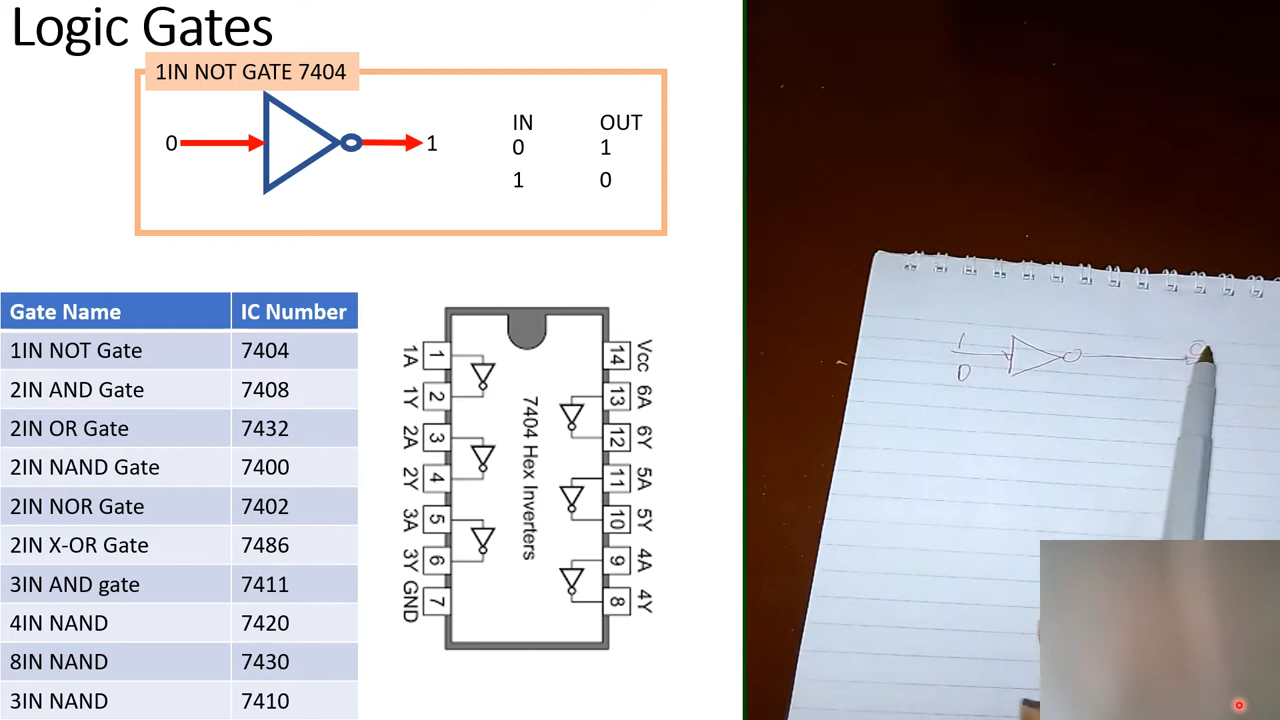 Logic Gates
1IN NOT GATE 7404
IN OUT
0 1 0 1
1 0
Gate Name IC Number
1IN NOT Gate 7404
2IN AND Gate 7408
2IN OR Gate 7432
2IN NAND Gate 7400
2IN NOR Gate 7402
2IN X-OR Gate 7486
3IN AND gate 7411
4IN NAND 7420
8IN NAND 7430
3IN NAND 7410
1A 1 14 Vcc
1Y 2 13 6A
2A 3 12 6Y
2Y 4 11 5A
3A 5 10 5Y
3Y 6 9 4A
GND 7 8 4Y
7404 Hex Inverters
1
0